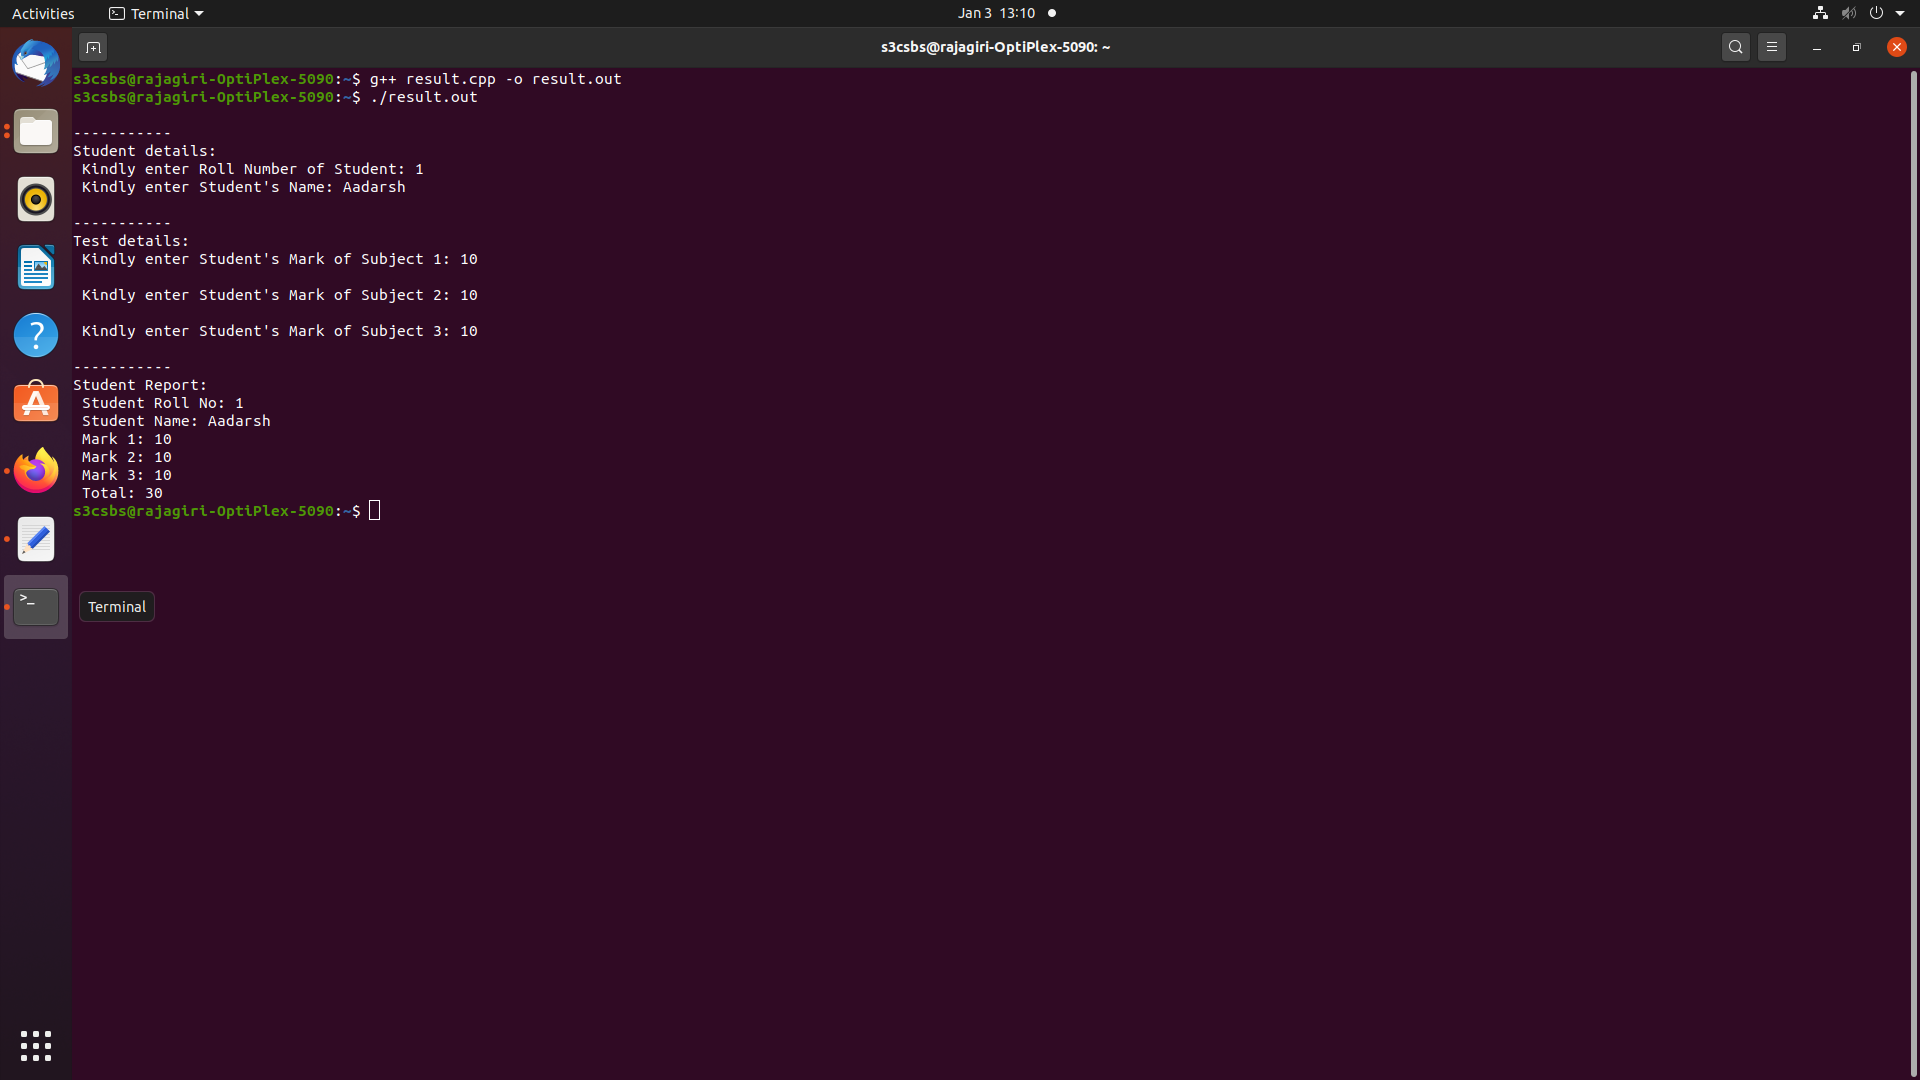 Activities
Terminal
Jan 3 13:10
s3csbs@rajagiri-OptiPlex-5090: ~
s3csbs@rajagiri-OptiPlex-5090:~$ g++ result.cpp -o result.out
s3csbs@rajagiri-OptiPlex-5090:~$ ./result.out
-----------
Student details:
Kindly enter Roll Number of Student: 1
Kindly enter Student's Name: Aadarsh
-----------
Test details:
Kindly enter Student's Mark of Subject 1: 10
Kindly enter Student's Mark of Subject 2: 10
Kindly enter Student's Mark of Subject 3: 10
-----------
Student Report:
Student Roll No: 1
Student Name: Aadarsh
Mark 1: 10
Mark 2: 10
Mark 3: 10
Total: 30
s3csbs@rajagiri-OptiPlex-5090:~$
Terminal